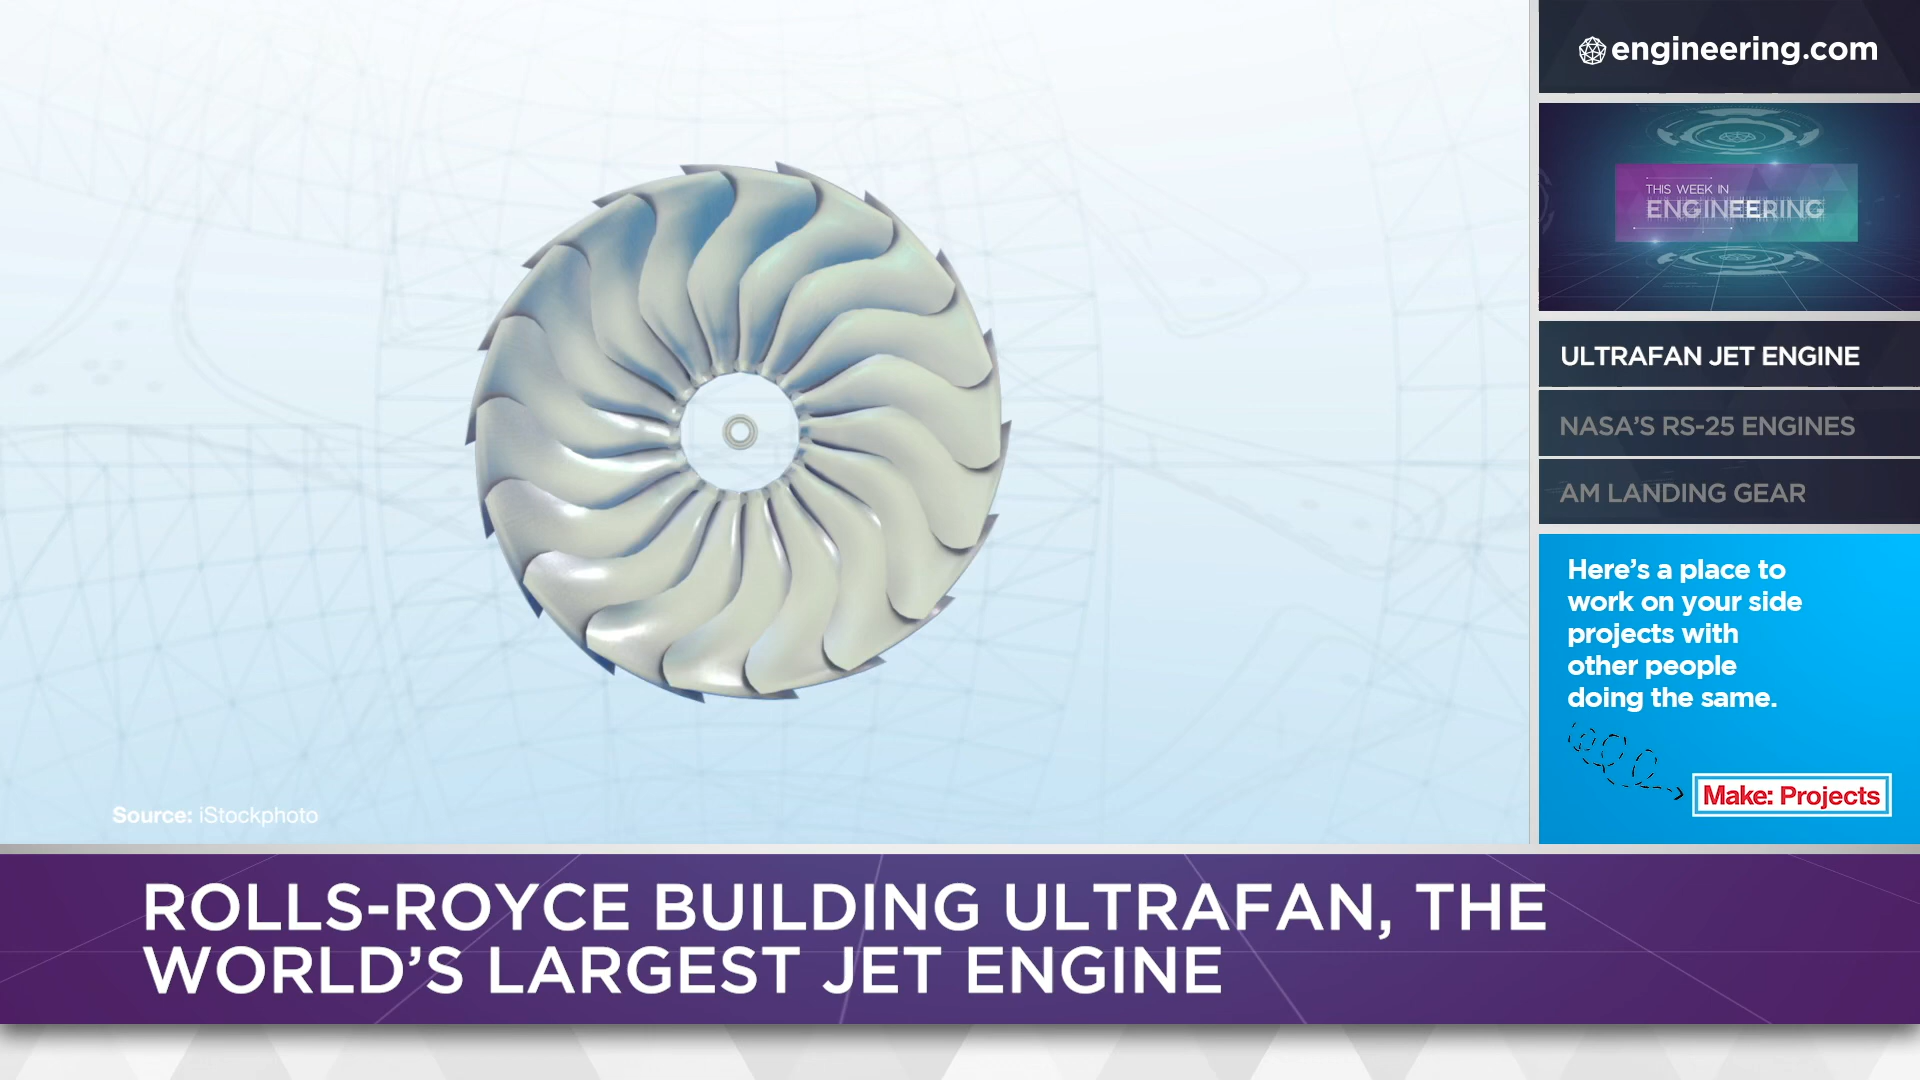 engineering.com
THIS WEEK IN
ENGINEERING
ULTRAFAN JET ENGINE
NASA’S RS-25 ENGINES
AM LANDING GEAR
Here’s a place to
work on your side
projects with
other people
doing the same.
Make: Projects
Source: iStockphoto
ROLLS-ROYCE BUILDING ULTRAFAN, THE
WORLD’S LARGEST JET ENGINE